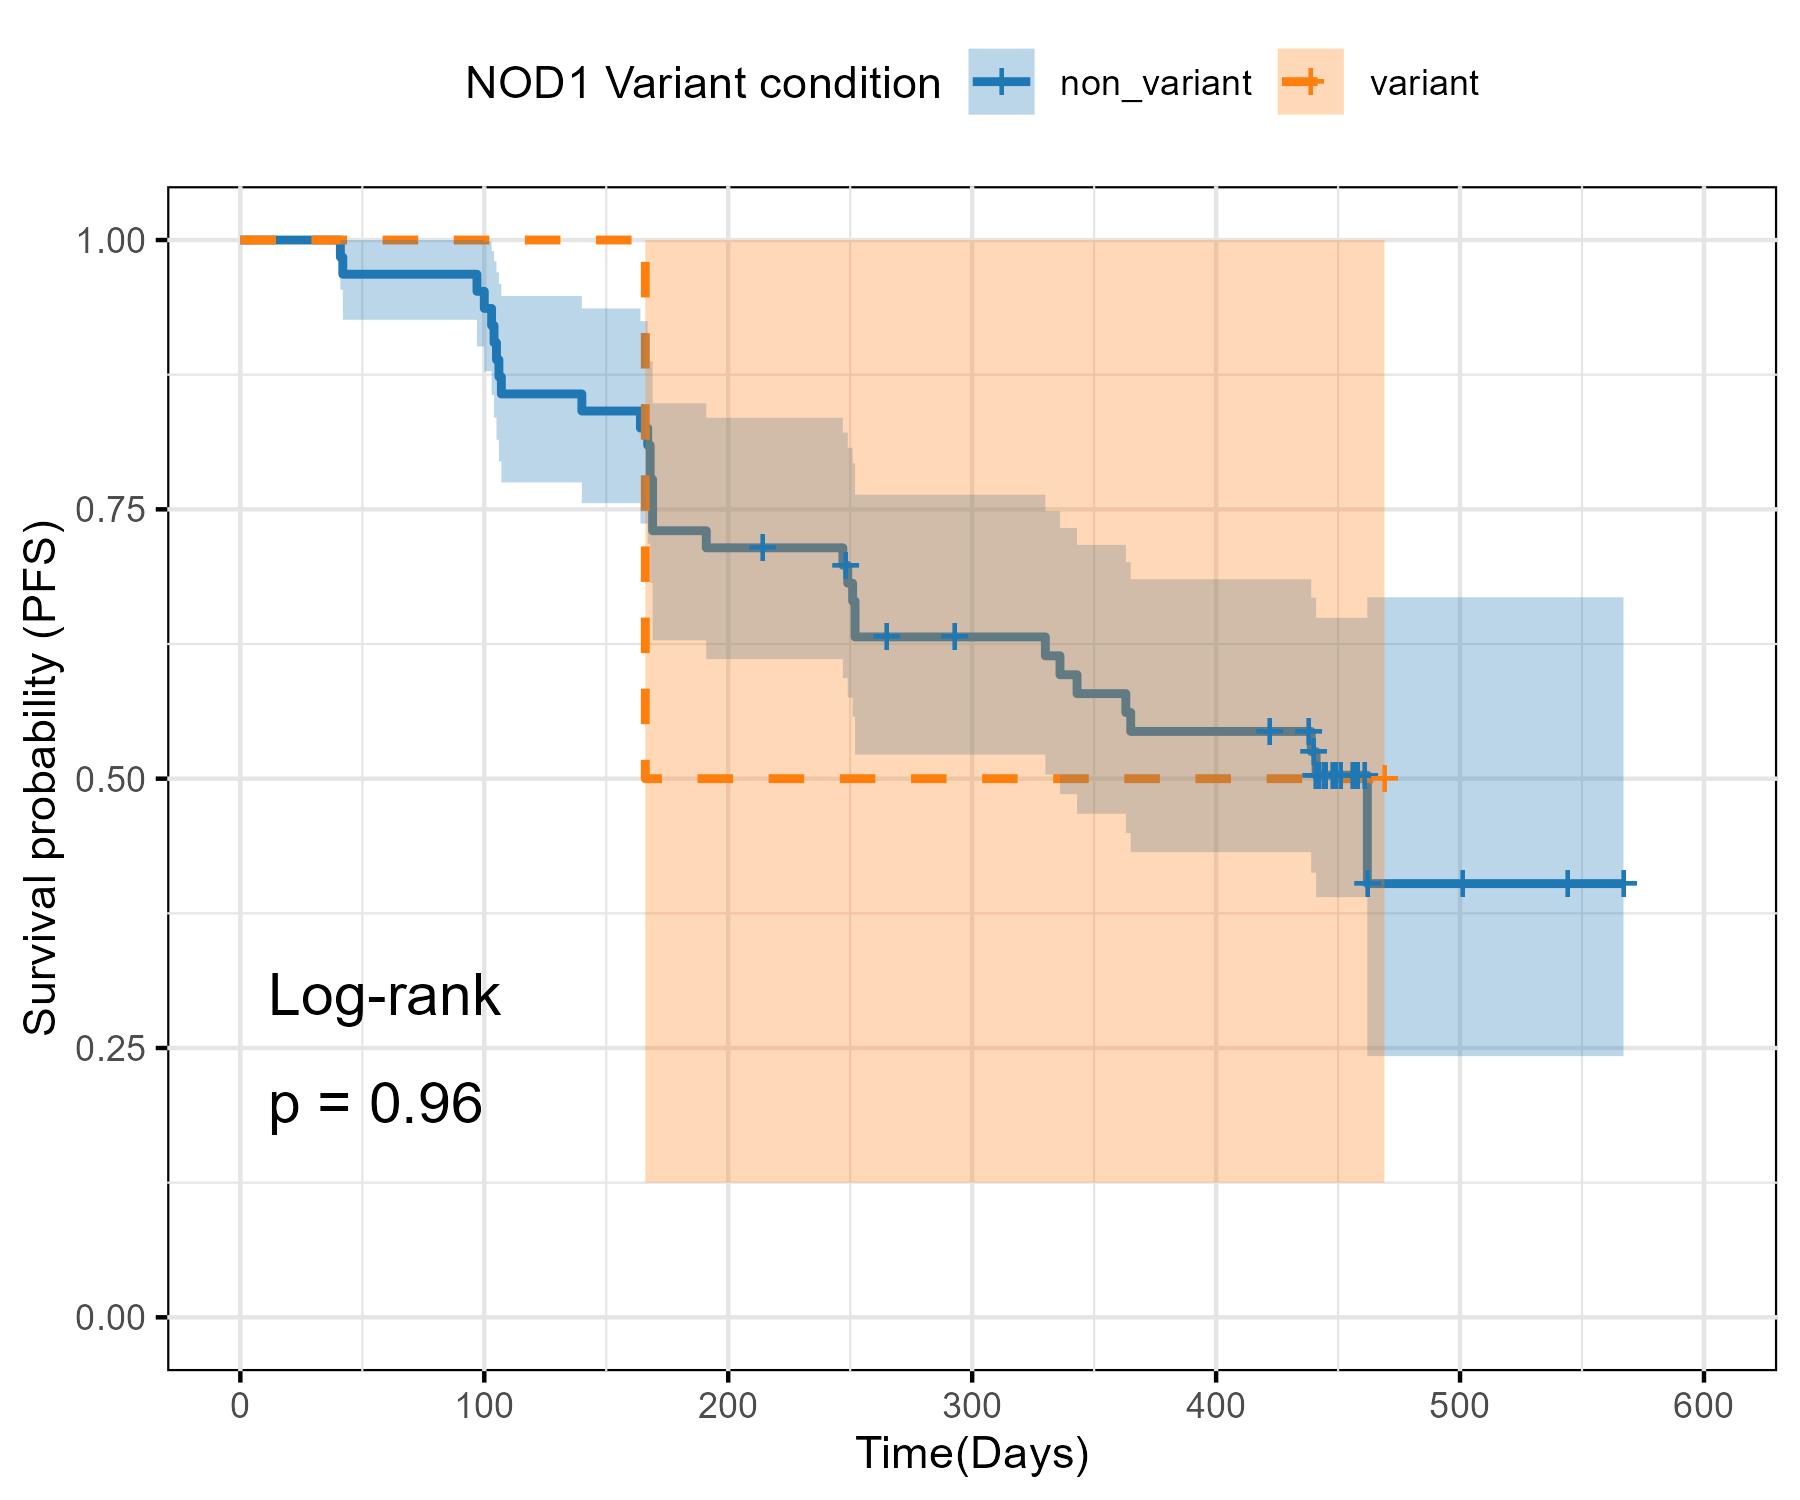 NOD1 Variant condition non_variant variant
1.00
0.75
0.50
0.25
0.00
Survival probability (PFS)
Log-rank
p = 0.96
0 100 200 300 400 500 600
Time(Days)